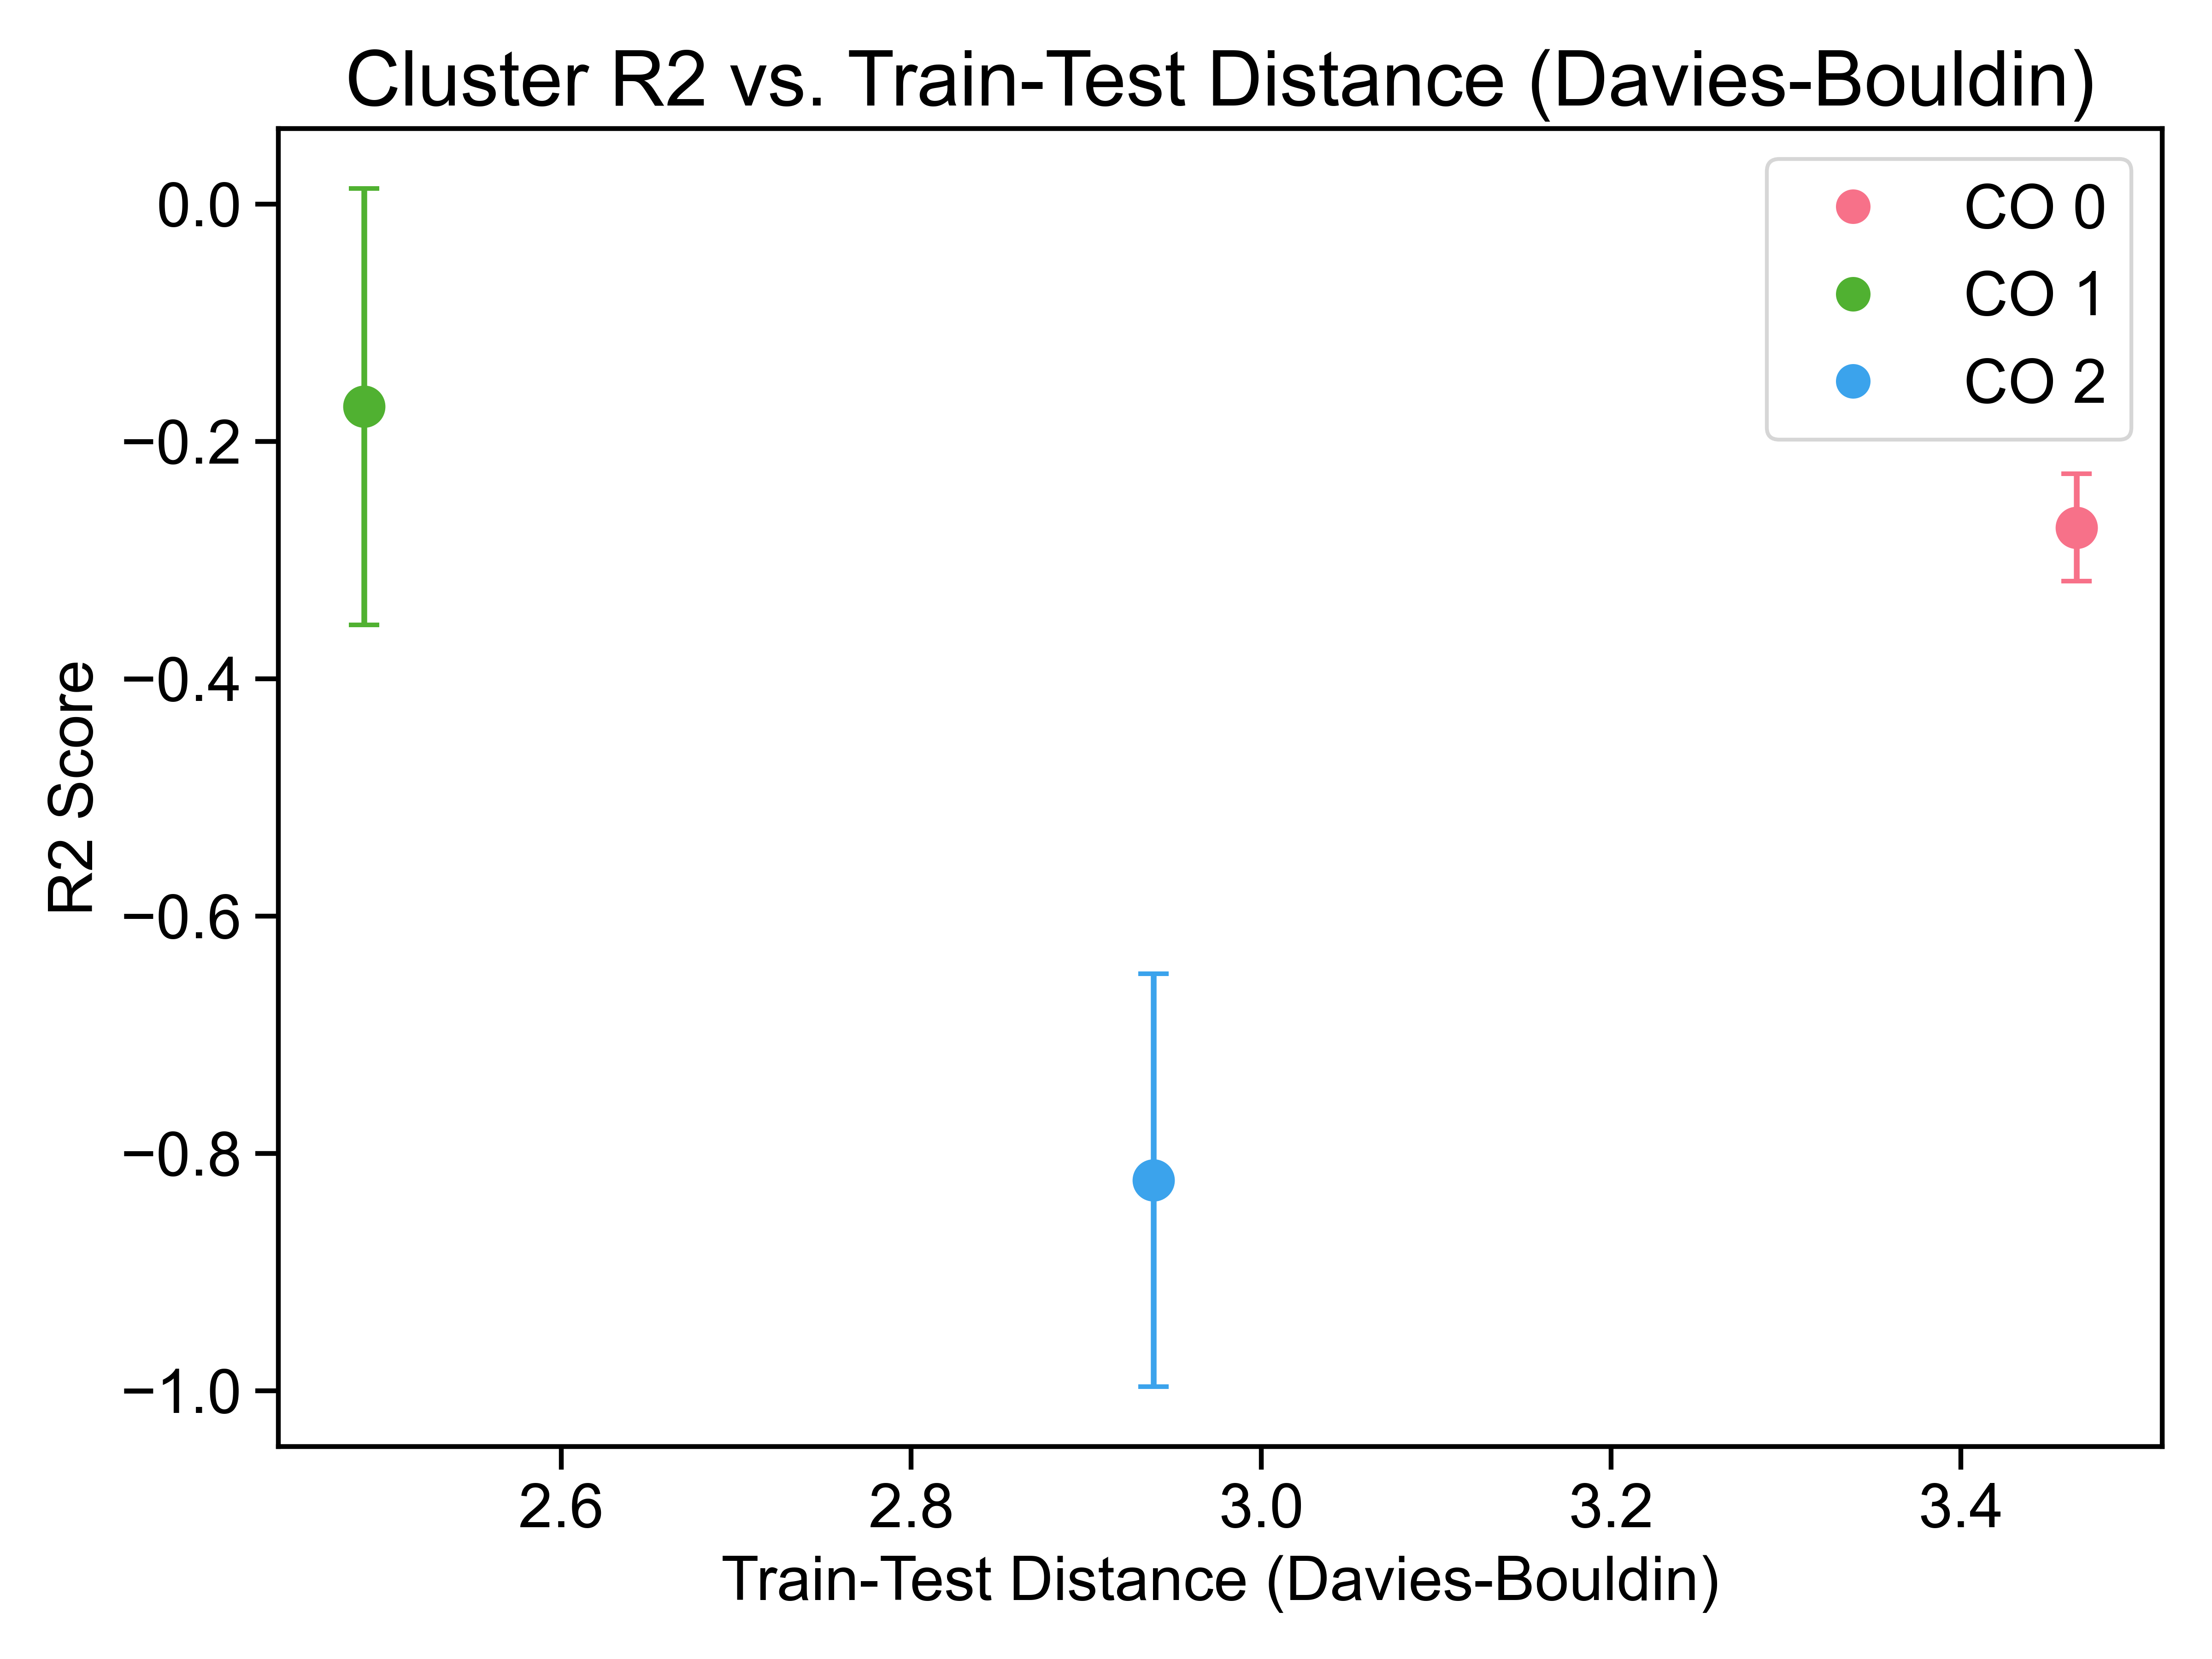 Cluster R2 vs. Train-Test Distance (Davies-Bouldin)
CO 0
CO 1
CO 2
R2 Score
0.0
−0.2
−0.4
−0.6
−0.8
−1.0
2.6 2.8 3.0 3.2 3.4
Train-Test Distance (Davies-Bouldin)